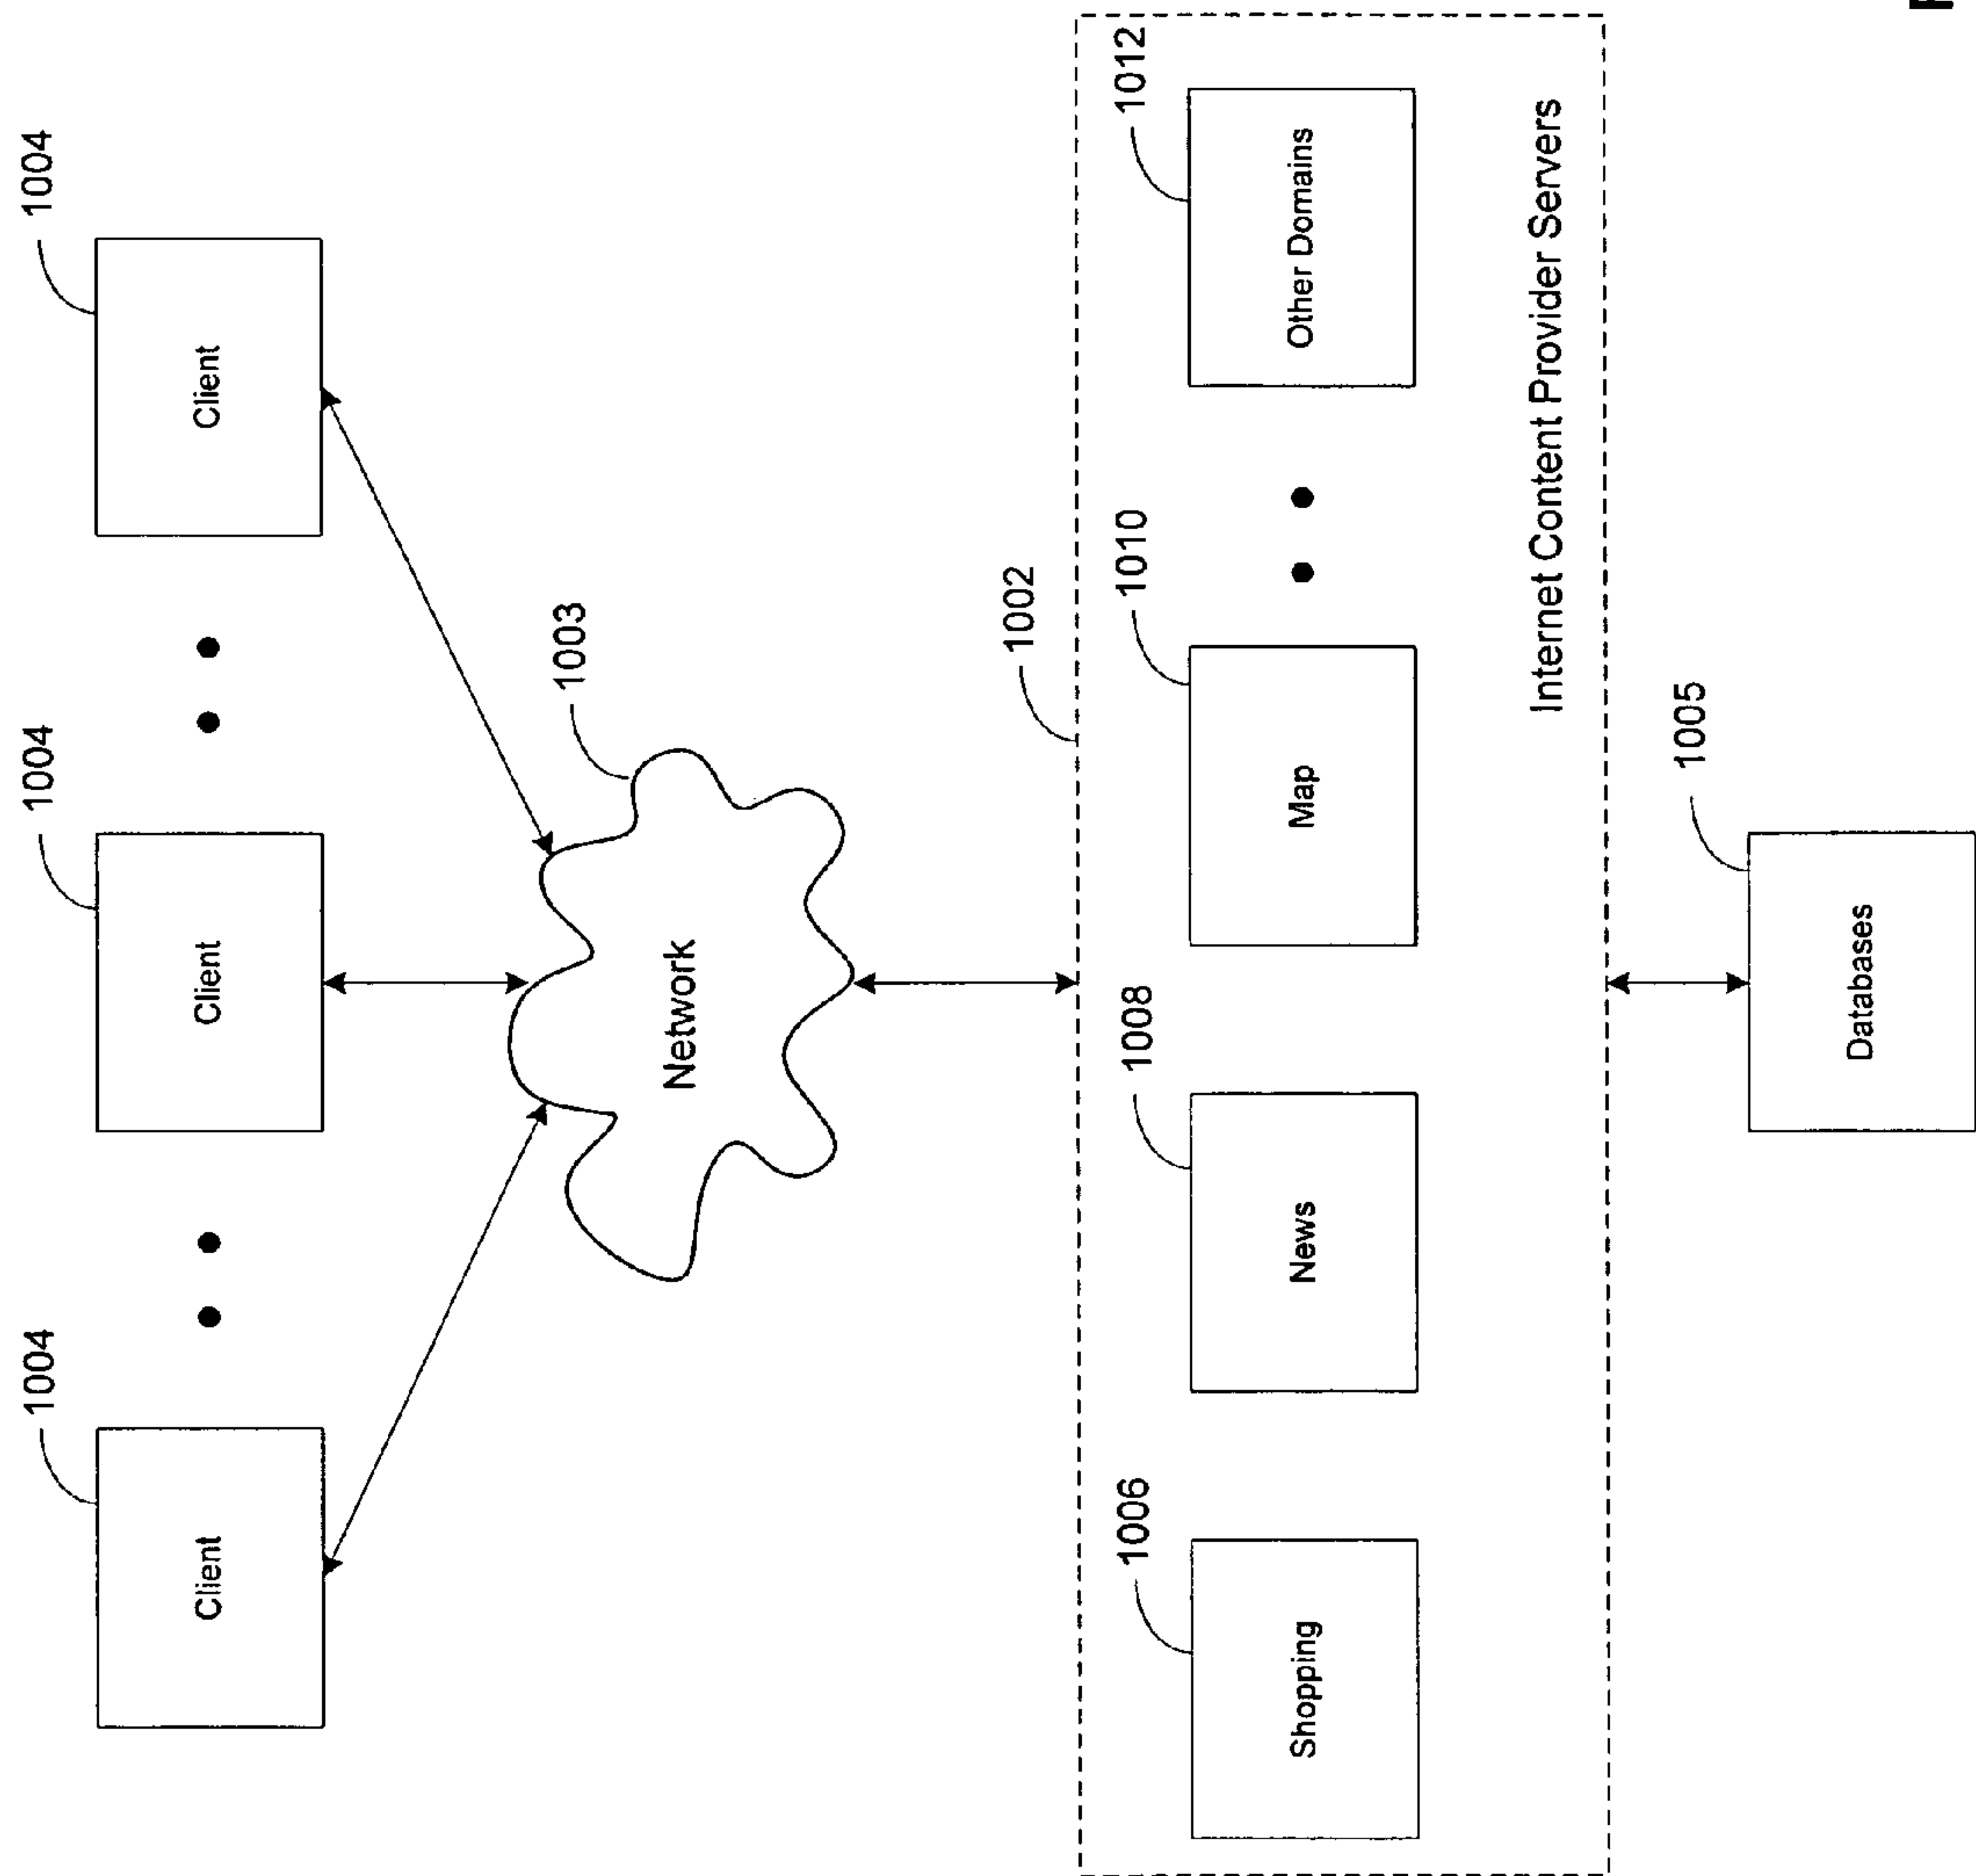 1004
1004
1004
Client
Client
Client
1003
Network
1002
1006
1008
1010
1012
Shopping
News
Map
Other Domains
Internet Content Provider Servers
1005
Databases